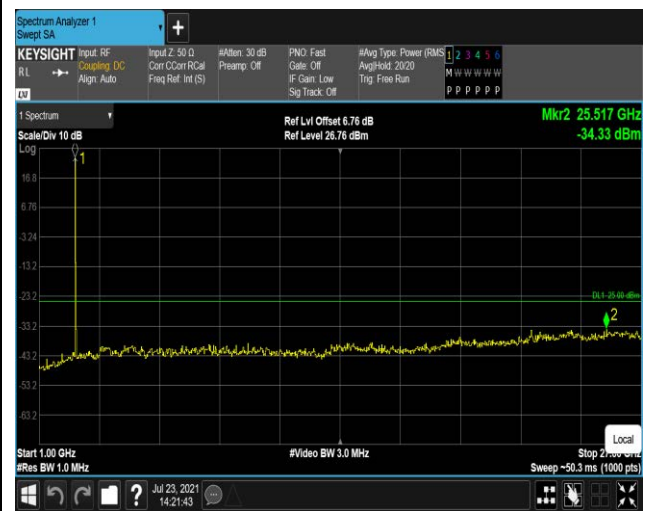 Spectrum Analyzer 1
Swept SA
+
KEYSIGHT Input: RF Input Z: 50 Ω #Atten: 30 dB PNO: Fast #Avg Type: Power (RMS 1 2 3 4 5 6
RL Coupling: DC Corr CCorr RCal Preamp: Off Gate: Off Avg|Hold: 20/20 M W W W W W
Align: Auto Freq Ref: Int (S) IF Gain: Low Trig: Free Run
Sig Track: Off P P P P P P
LXI
1 Spectrum Ref Lvl Offset 6.76 dB Mkr2 25.517 GHz
Scale/Div 10 dB Ref Level 26.76 dBm -34.33 dBm
Log
1
16.8
6.76
-3.24
-13.2
-23.2 DL1 -25.00 dBm
2
-33.2
-43.2
-53.2
-63.2
Local
Start 1.00 GHz #Video BW 3.0 MHz Stop
#Res BW 1.0 MHz Sweep ~50.3 ms (1000 pts)
? Jul 23, 2021
14:21:43